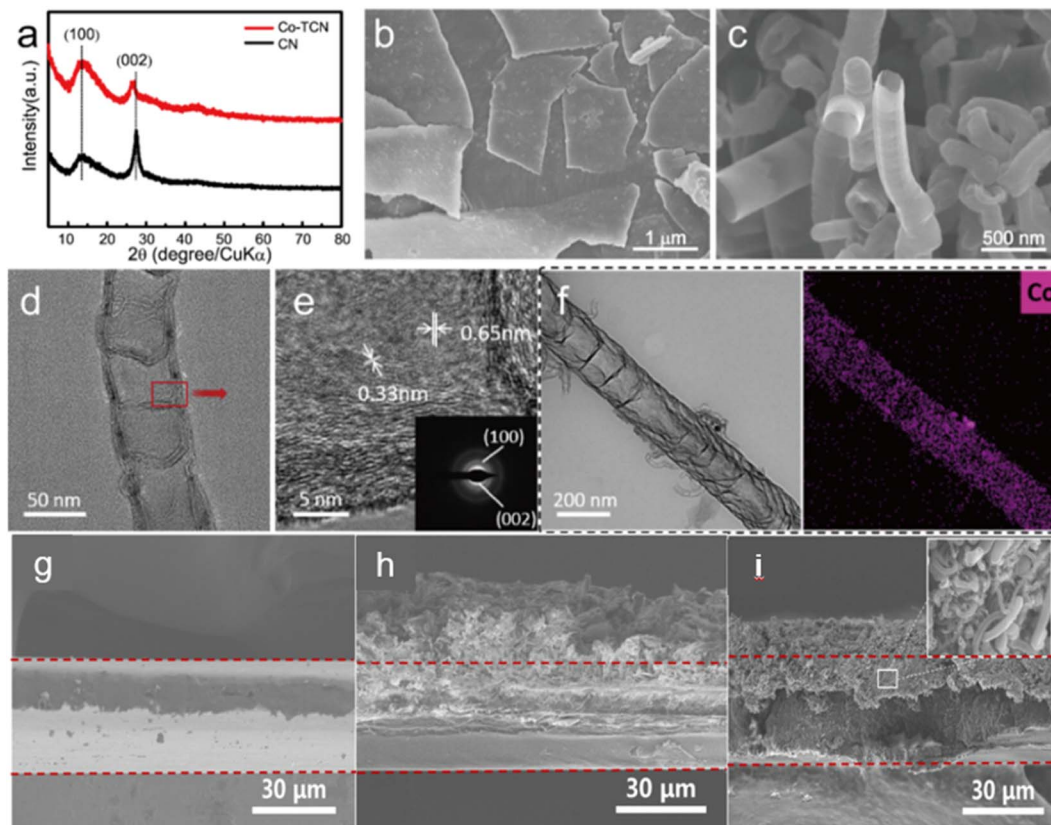 a
(100)
(002)
Co-TCN
CN
Intensity(a.u.)
10 20 30 40 50 60 70 80
2θ (degree/CuKα)
b
1 μm
c
500 nm
d
50 nm
e
0.65nm
0.33nm
(100)
(002)
5 nm
f
200 nm
Co
g
30 μm
h
30 μm
i
30 μm